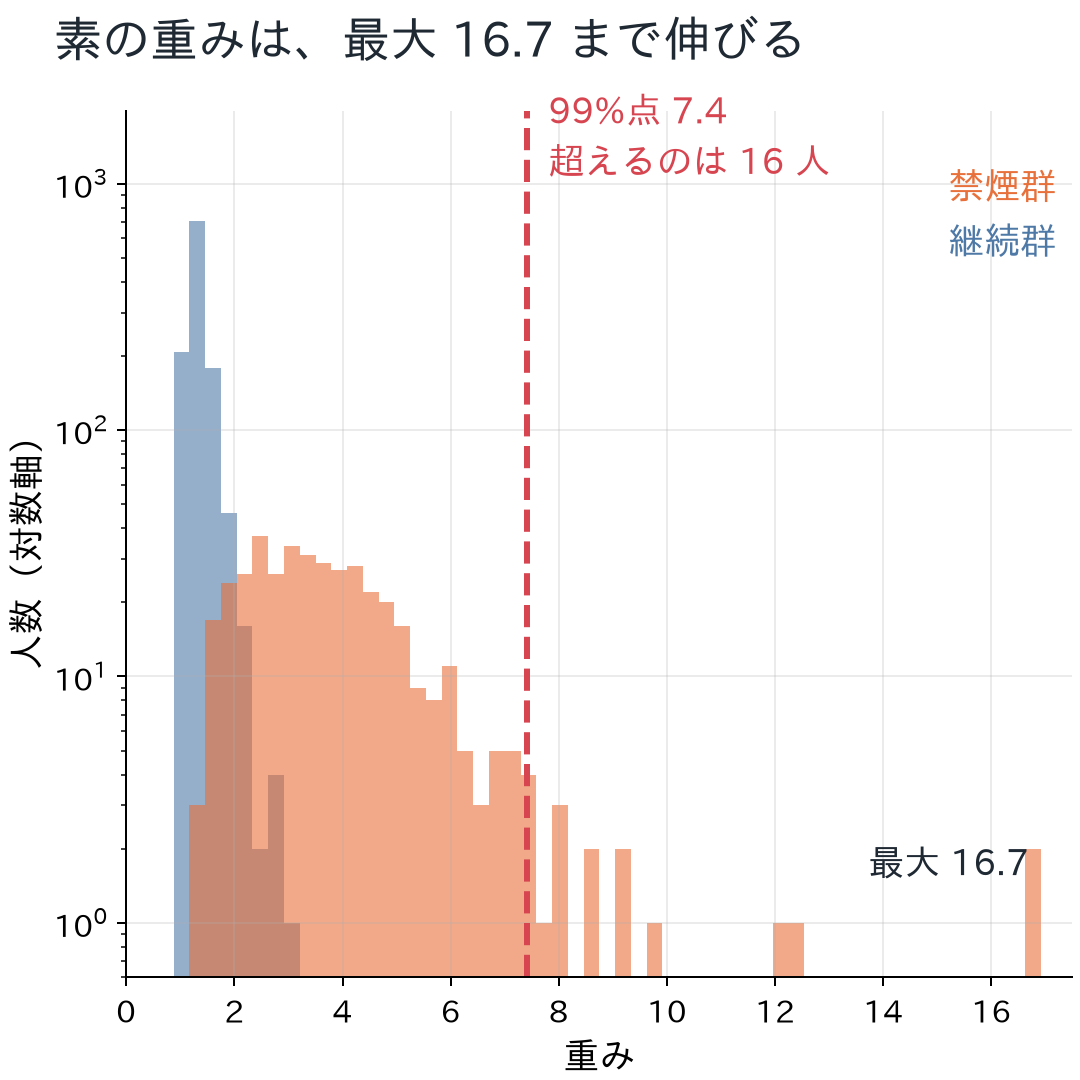 素の重みは、最大 16.7 まで伸びる
99%点 7.4
超えるのは 16 人
禁煙群
継続群
最大 16.7
人数（対数軸）
10³
10²
10¹
10⁰
0 2 4 6 8 10 12 14 16
重み